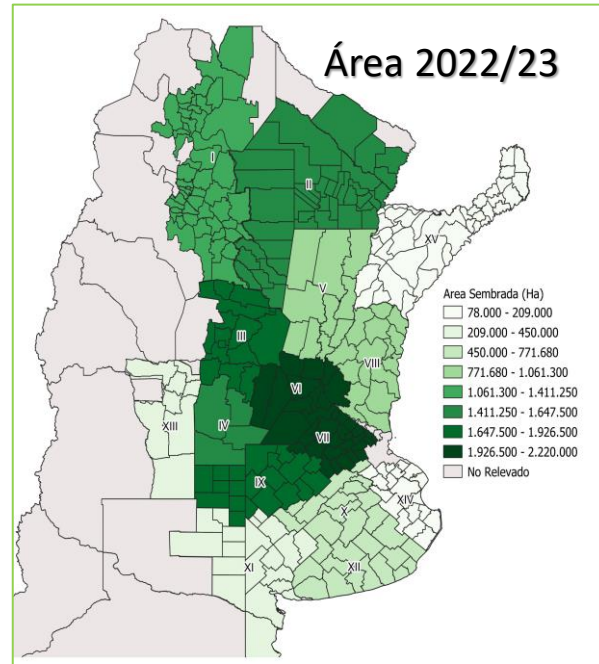 Área 2022/23
I
II
XV
V
Area Sembrada (Ha)
78.000 - 209.000
209.000 - 450.000
450.000 - 771.680
771.680 - 1.061.300
1.061.300 - 1.411.250
1.411.250 - 1.647.500
1.647.500 - 1.926.500
1.926.500 - 2.220.000
No Relevado
III
VIII
VI
XIII
IV
VII
IX
XIV
X
XI
XII